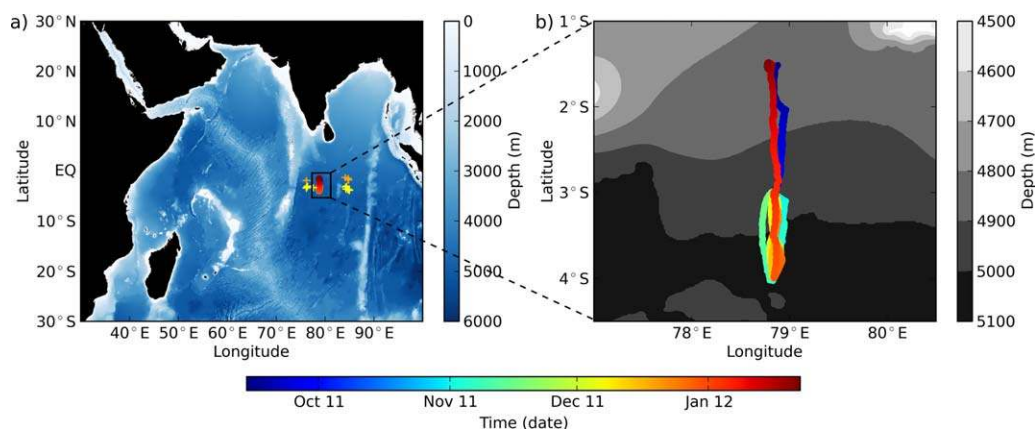 a)
30°N
20°N
10°N
EQ
10°S
20°S
30°S
Latitude
40°E 50°E 60°E 70°E 80°E 90°E
Longitude
0
1000
2000
3000
4000
5000
6000
Depth (m)
b)
1°S
2°S
3°S
4°S
Latitude
78°E 79°E 80°E
Longitude
4500
4600
4700
4800
4900
5000
5100
Depth (m)
Oct 11 Nov 11 Dec 11 Jan 12
Time (date)